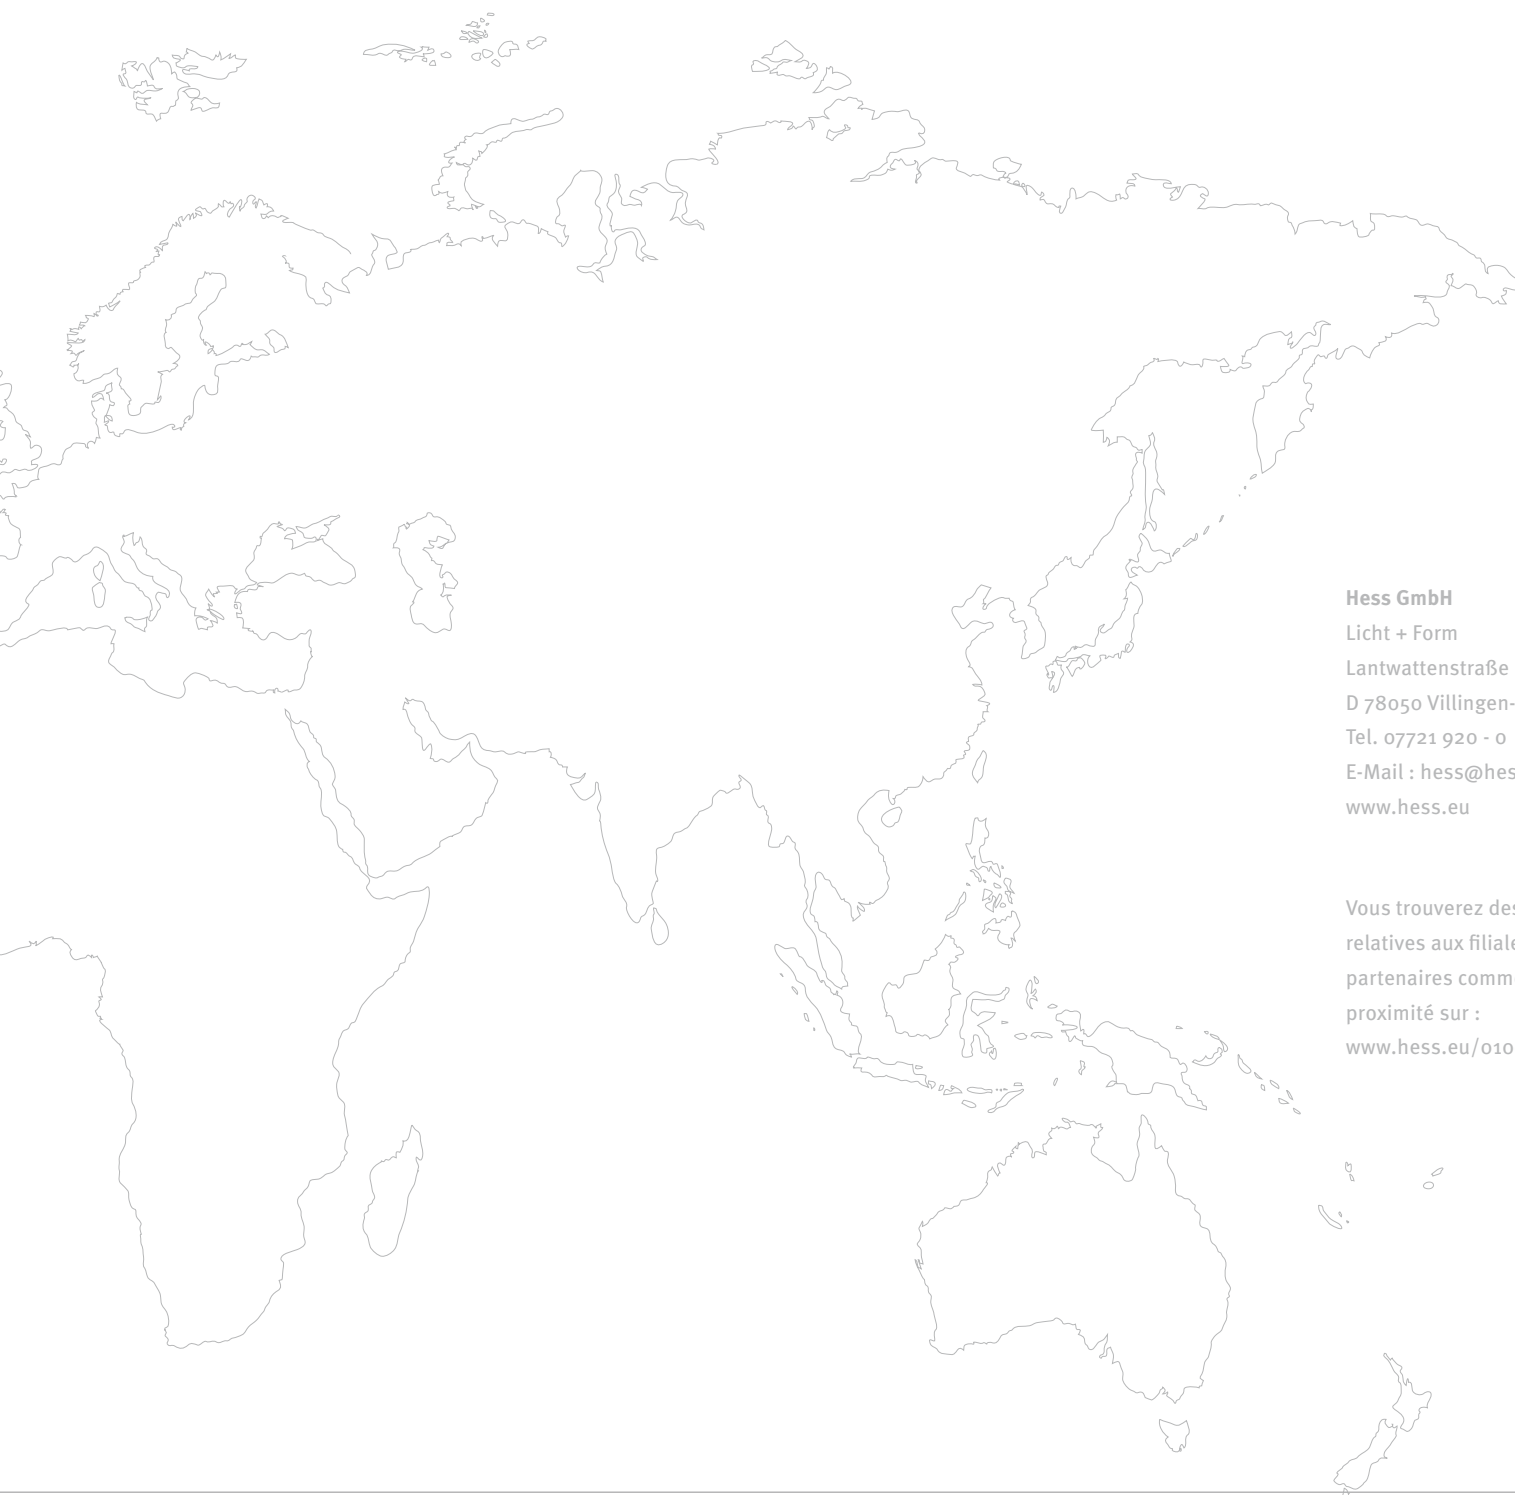 Hess GmbH
Licht + Form
Lantwattenstraße
D 78050 Villingen-
Tel. 07721 920 - 0
E-Mail : hess@hes
www.hess.eu
Vous trouverez des
relatives aux filiale
partenaires comme
proximité sur :
www.hess.eu/010